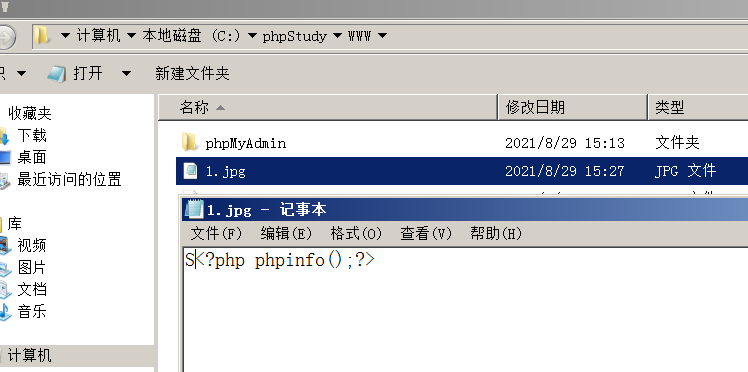 计算机 本地磁盘 (C:) phpStudy WWW
打开 新建文件夹
收藏夹
下载
桌面
最近访问的位置
库
视频
图片
文档
音乐
计算机
名称 修改日期 类型
phpMyAdmin 2021/8/29 15:13 文件夹
1.jpg 2021/8/29 15:27 JPG 文件
1.jpg - 记事本
文件(F) 编辑(E) 格式(O) 查看(V) 帮助(H)
S<?php phpinfo();?>